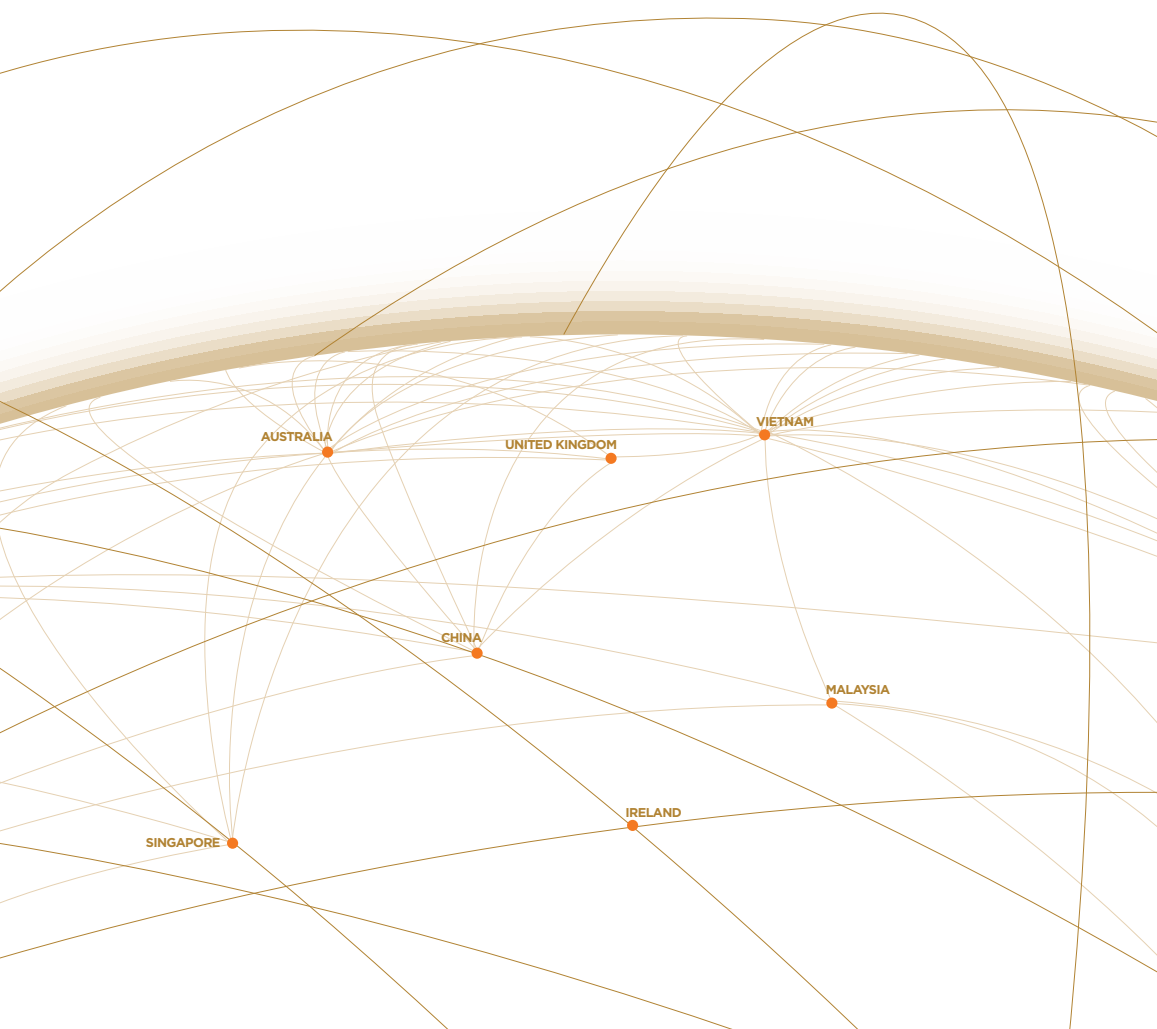 VIETNAM
AUSTRALIA
UNITED KINGDOM
CHINA
MALAYSIA
IRELAND
SINGAPORE